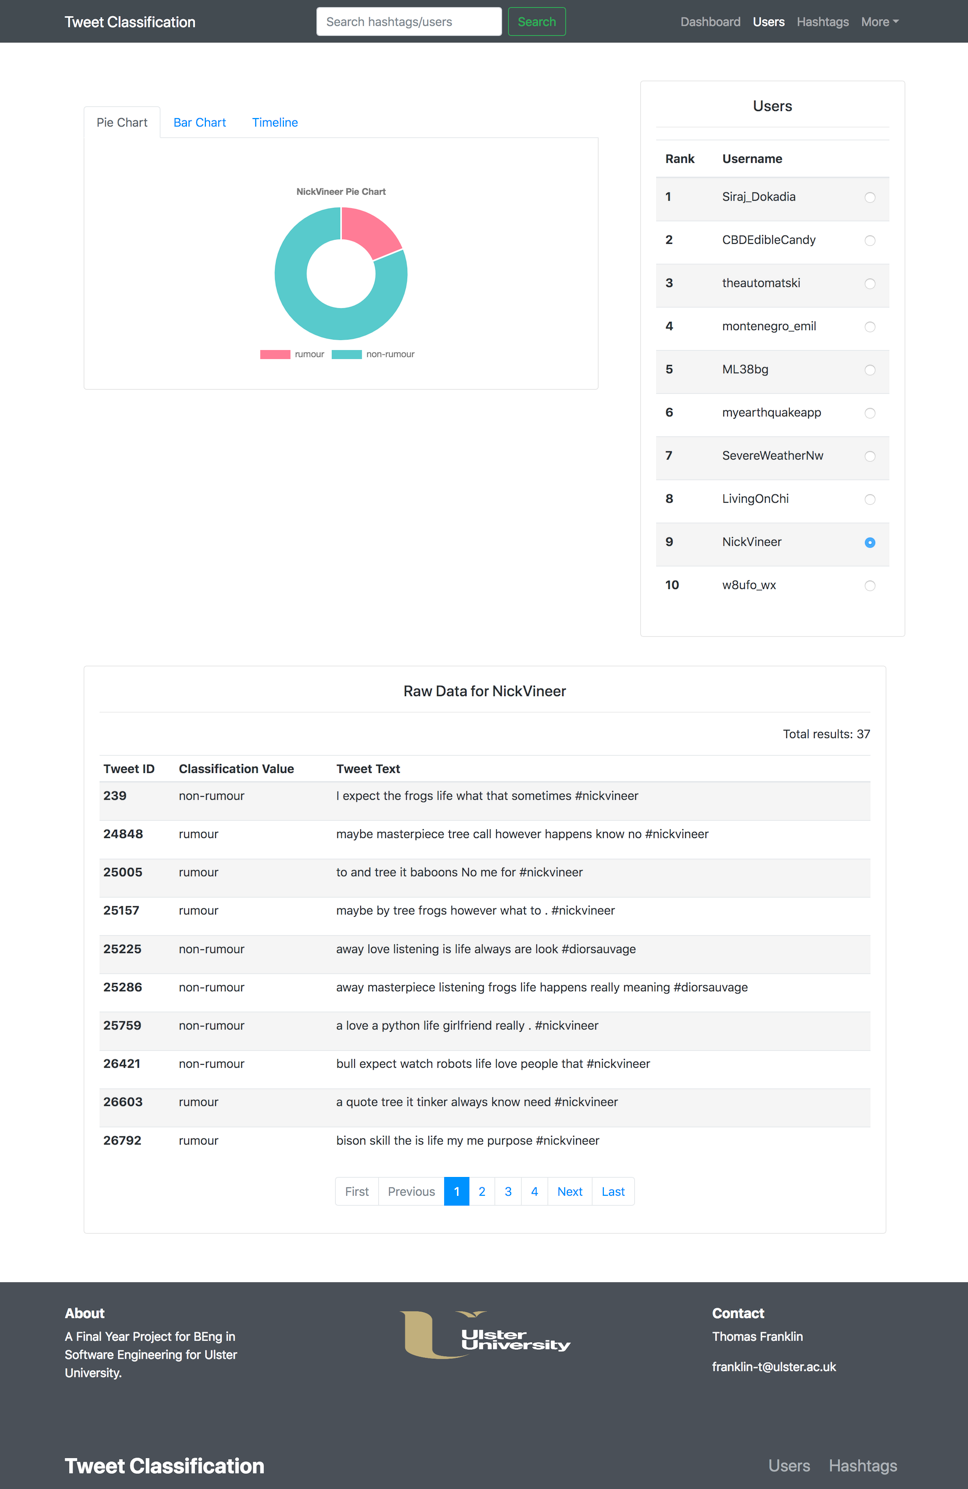 Tweet Classification
Search hashtags/users
Search
Dashboard Users Hashtags More
Pie Chart Bar Chart Timeline
NickVineer Pie Chart
rumour non-rumour
Users
Rank Username
1 Siraj_Dokadia
2 CBDEdibleCandy
3 theautomatski
4 montenegro_emil
5 ML38bg
6 myearthquakeapp
7 SevereWeatherNw
8 LivingOnChi
9 NickVineer
10 w8ufo_wx
Raw Data for NickVineer
Total results: 37
Tweet ID Classification Value Tweet Text
239 non-rumour I expect the frogs life what that sometimes #nickvineer
24848 rumour maybe masterpiece tree call however happens know no #nickvineer
25005 rumour to and tree it baboons No me for #nickvineer
25157 rumour maybe by tree frogs however what to . #nickvineer
25225 non-rumour away love listening is life always are look #diorsauvage
25286 non-rumour away masterpiece listening frogs life happens really meaning #diorsauvage
25759 non-rumour a love a python life girlfriend really . #nickvineer
26421 non-rumour bull expect watch robots life love people that #nickvineer
26603 rumour a quote tree it tinker always know need #nickvineer
26792 rumour bison skill the is life my me purpose #nickvineer
First Previous 1 2 3 4 Next Last
About
A Final Year Project for BEng in
Software Engineering for Ulster
University.
Ulster
University
Contact
Thomas Franklin
franklin-t@ulster.ac.uk
Tweet Classification
Users Hashtags